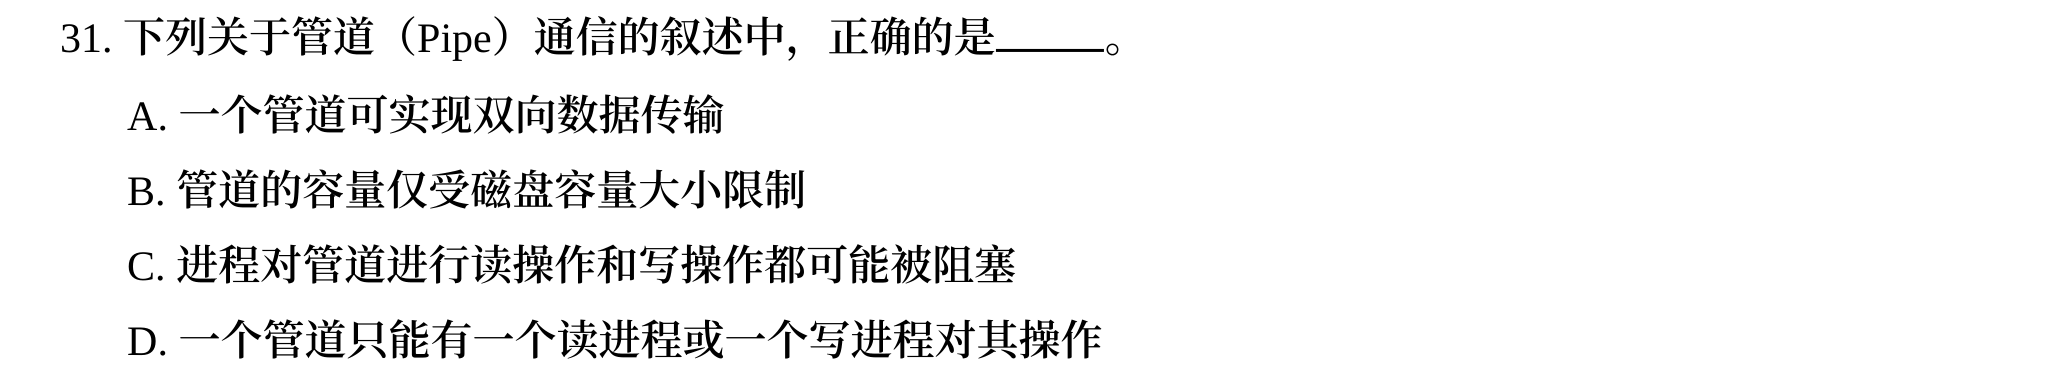 31. 下列关于管道（Pipe）通信的叙述中，正确的是_____。
A. 一个管道可实现双向数据传输
B. 管道的容量仅受磁盘容量大小限制
C. 进程对管道进行读操作和写操作都可能被阻塞
D. 一个管道只能有一个读进程或一个写进程对其操作